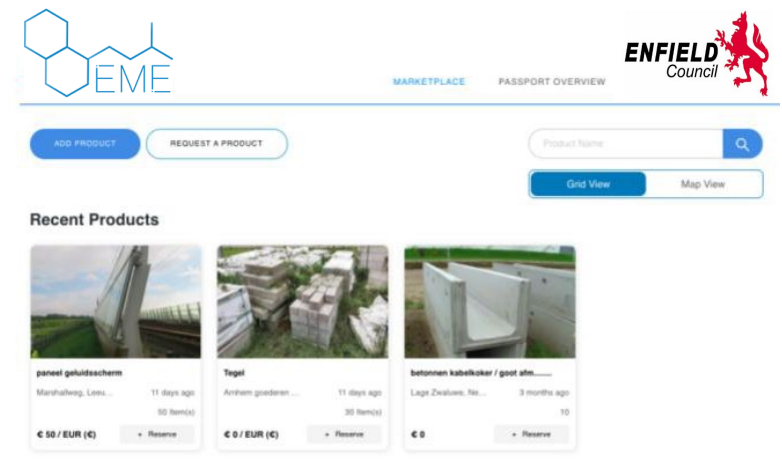 EME
ENFIELD
Council
MARKETPLACE PASSPORT OVERVIEW
ADD PRODUCT REQUEST A PRODUCT Product Name
Grid View Map View
Recent Products
paneel geluidsscherm Tegel betonnen kabelkoker / goot afm.......
Marshallweg, Leeu... 11 days ago Arnhem goederen ... 11 days ago Lage Zwaluwe, Ne... 3 months ago
50 Item(s) 30 Item(s) 10
€ 50 / EUR (€) + Reserve € 0 / EUR (€) + Reserve € 0 + Reserve